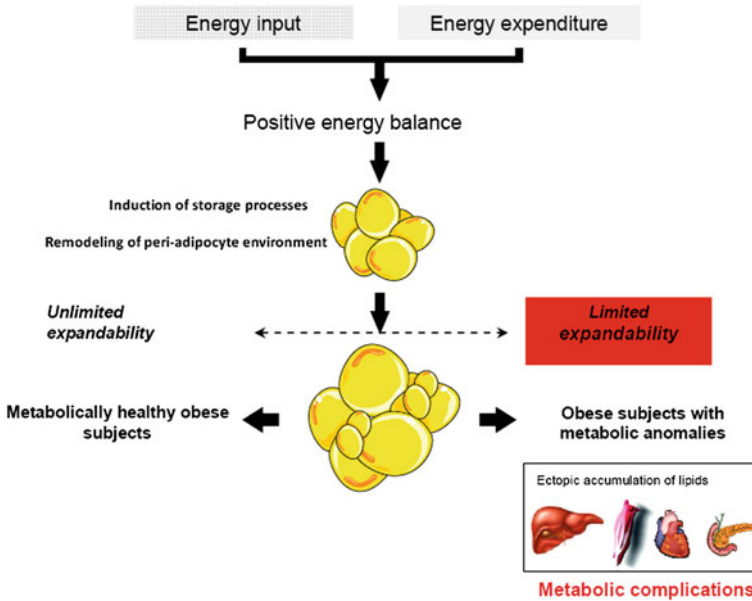 Energy input
Energy expenditure
Positive energy balance
Induction of storage processes
Remodeling of peri-adipocyte environment
Unlimited
expandability
Limited
expandability
Metabolically healthy obese
subjects
Obese subjects with
metabolic anomalies
Ectopic accumulation of lipids
Metabolic complications